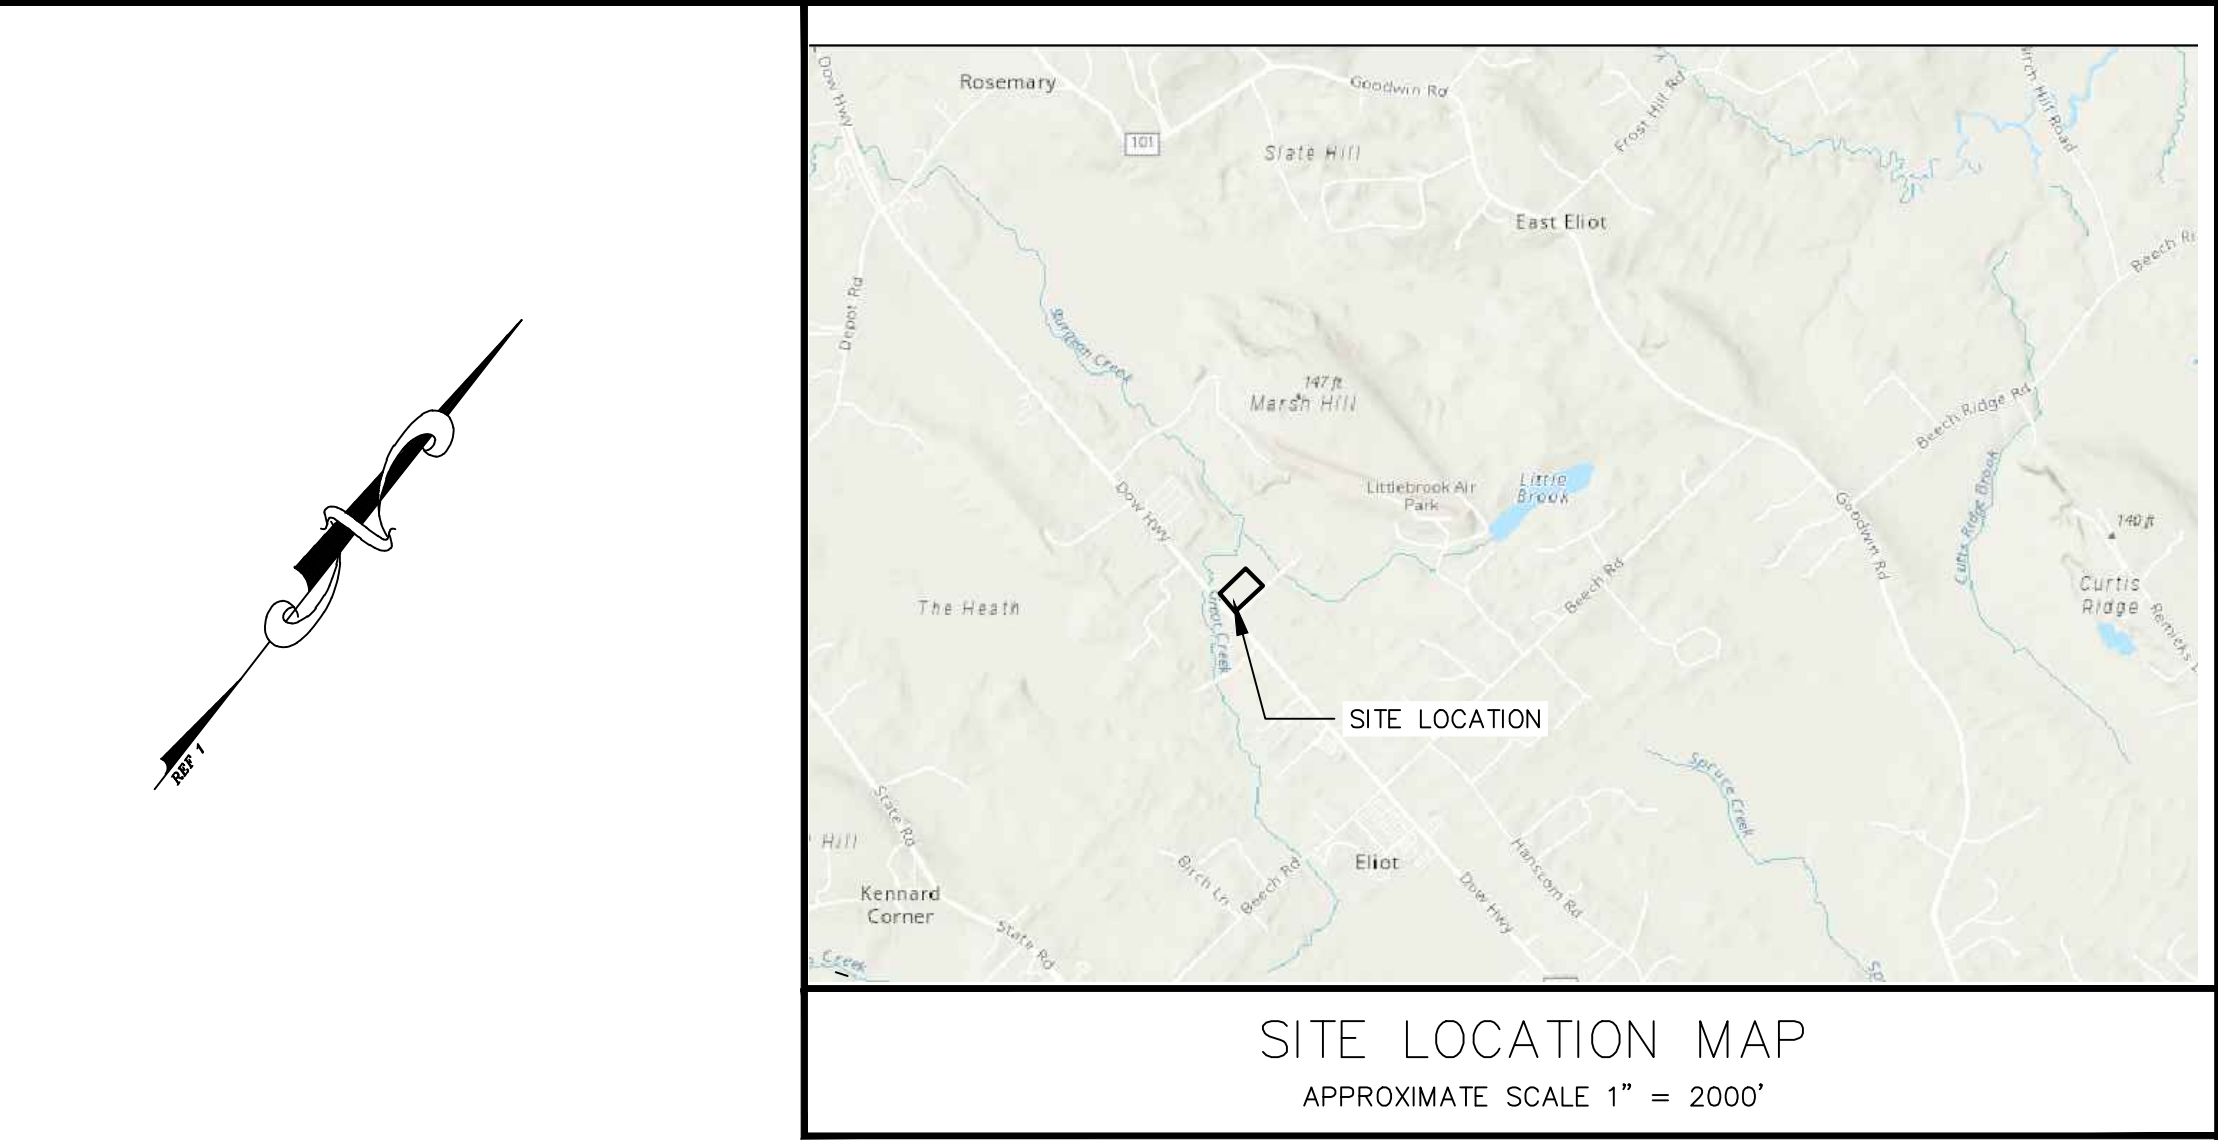 REF 1
Dow Hwy
Rosemary
101
Goodwin Rd
Slate Hill
Frost Hill Rd
East Eliot
Beech Ri
Depot Rd
Sturgeon Creek
147 ft
Marsh Hill
Littlebrook Air
Park
Little
Brook
Beech Ridge Rd
Dow Hwy
Goodwin Rd
Curtis Ridge Brook
140 ft
Curtis
Ridge
Remicks L
The Heath
Great Creek
Beech Rd
SITE LOCATION
State Rd
Spruce Creek
Hill
Kennard
Corner
Birch Ln
Beech Rd
Eliot
Hanscom Rd
Dow Hwy
State Rd
Creek
Sp
SITE LOCATION MAP
APPROXIMATE SCALE 1" = 2000'